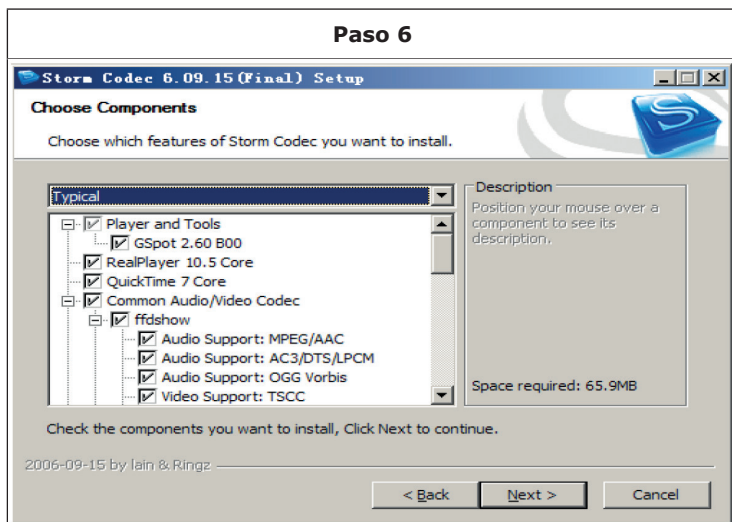 Paso 6
Storm Codec 6.09.15(Final) Setup
Choose Components
Choose which features of Storm Codec you want to install.
Typical
Player and Tools
GSpot 2.60 B00
RealPlayer 10.5 Core
QuickTime 7 Core
Common Audio/Video Codec
ffdshow
Audio Support: MPEG/AAC
Audio Support: AC3/DTS/LPCM
Audio Support: OGG Vorbis
Video Support: TSCC
Description
Position your mouse over a
component to see its
description.
Space required: 65.9MB
Check the components you want to install, Click Next to continue.
2006-09-15 by Iain & Ringz
< Back
Next >
Cancel